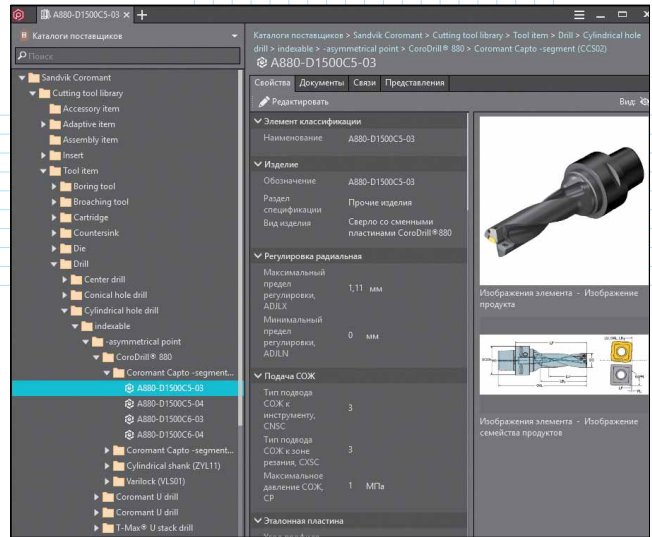 A880-D1500C5-03
Каталоги поставщиков
Поиск
Sandvik Coromant
Cutting tool library
Accessory item
Adaptive item
Assembly item
Insert
Tool item
Boring tool
Broaching tool
Cartridge
Countersink
Die
Drill
Center drill
Conical hole drill
Cylindrical hole drill
indexable
-asymmetrical point
CoroDrill® 880
Coromant Capto -segment...
A880-D1500C5-03
A880-D1500C5-04
A880-D1500C6-03
A880-D1500C6-04
Coromant Capto -segment...
Cylindrical shank (ZYL11)
Varilock (VLS01)
Coromant U drill
Coromant U drill
T-Max® U stack drill
Каталоги поставщиков > Sandvik Coromant > Cutting tool library > Tool item > Drill > Cylindrical hole
drill > indexable > -asymmetrical point > CoroDrill® 880 > Coromant Capto -segment (CCS02)
A880-D1500C5-03
Свойства Документы Связи Представления
Редактировать Вид:
Элемент классификации
Наименование A880-D1500C5-03
Изделие
Обозначение A880-D1500C5-03
Раздел
спецификации Прочие изделия
Вид изделия Сверло со сменными
пластинами CoroDrill®880
Регулировка радиальная
Максимальный
предел
регулировки, 1,11 мм
ADJLX
Минимальный
предел
регулировки, 0 мм
ADJLN
Подача СОЖ
Тип подвода
СОЖ к
инструменту, 3
CNSC
Тип подвода
СОЖ к зоне 3
резания, CXSC
Максимальное
давление СОЖ, 1 МПа
CP
Эталонная пластина
Изображения элемента - Изображение
продукта
Изображения элемента - Изображение
семейства продуктов